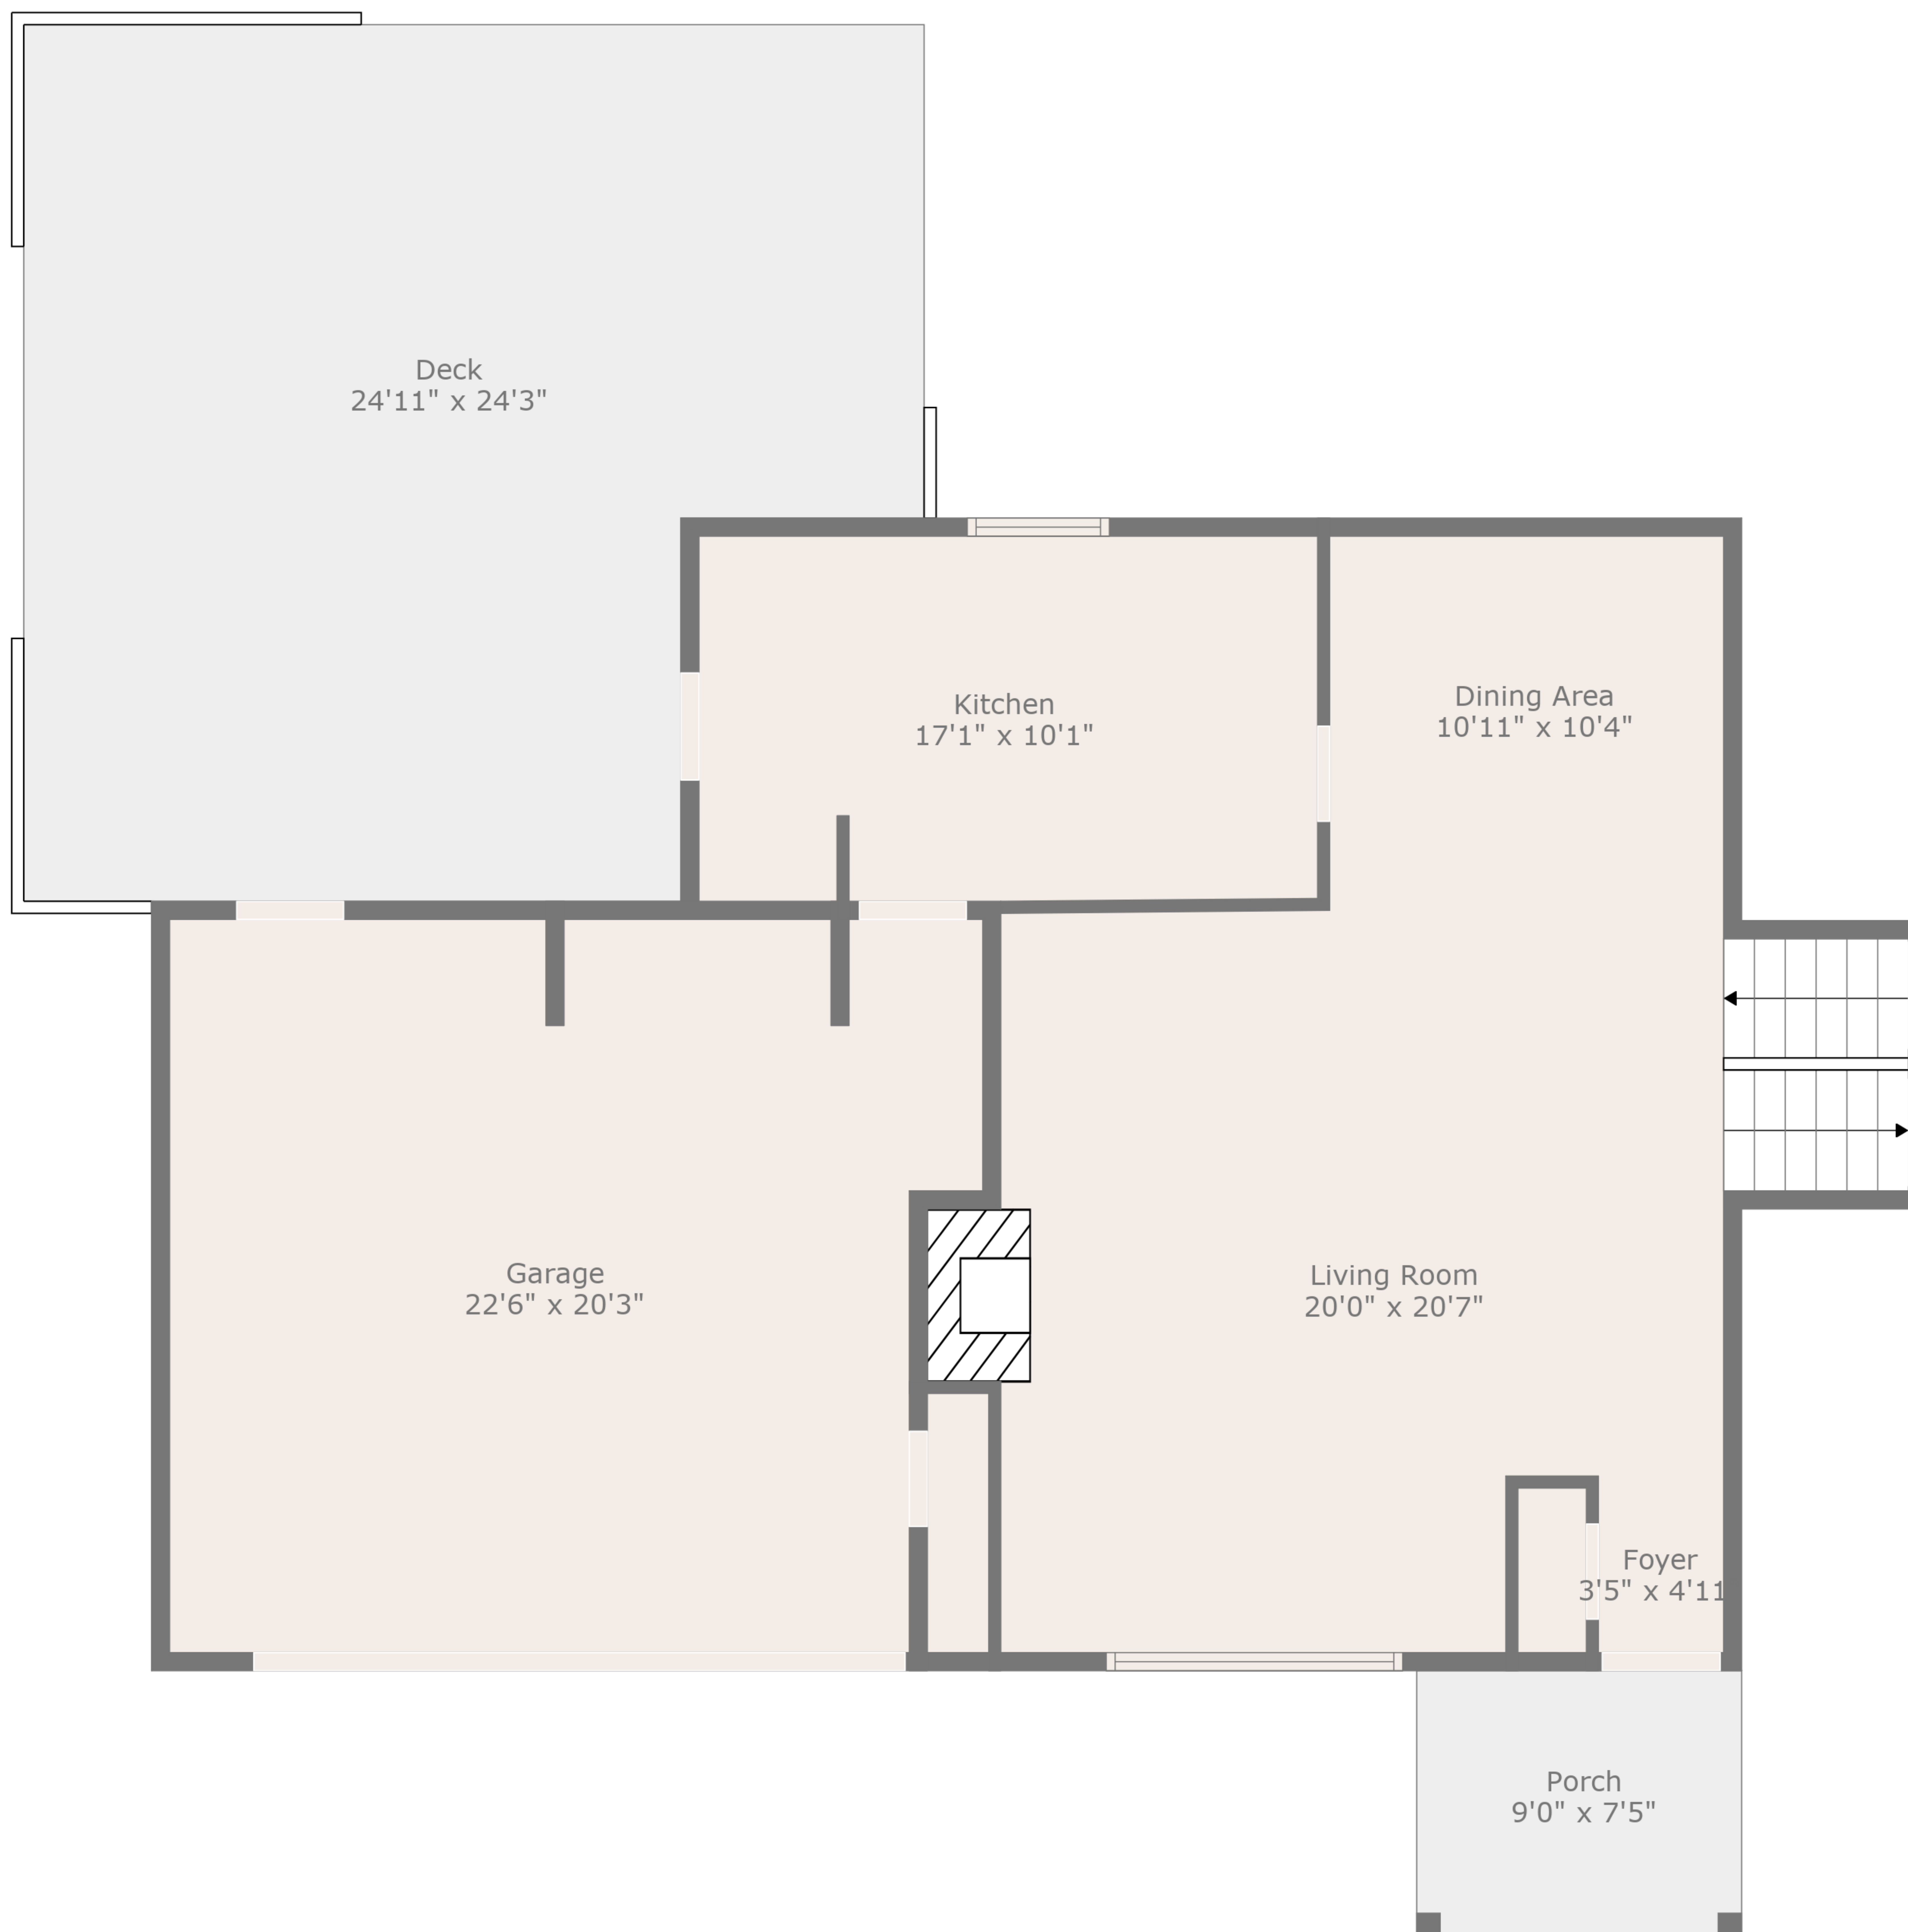 Deck
24'11" x 24'3"
Kitchen
17'1" x 10'1"
Dining Area
10'11" x 10'4"
Garage
22'6" x 20'3"
Living Room
20'0" x 20'7"
Foyer
3'5" x 4'11
Porch
9'0" x 7'5"